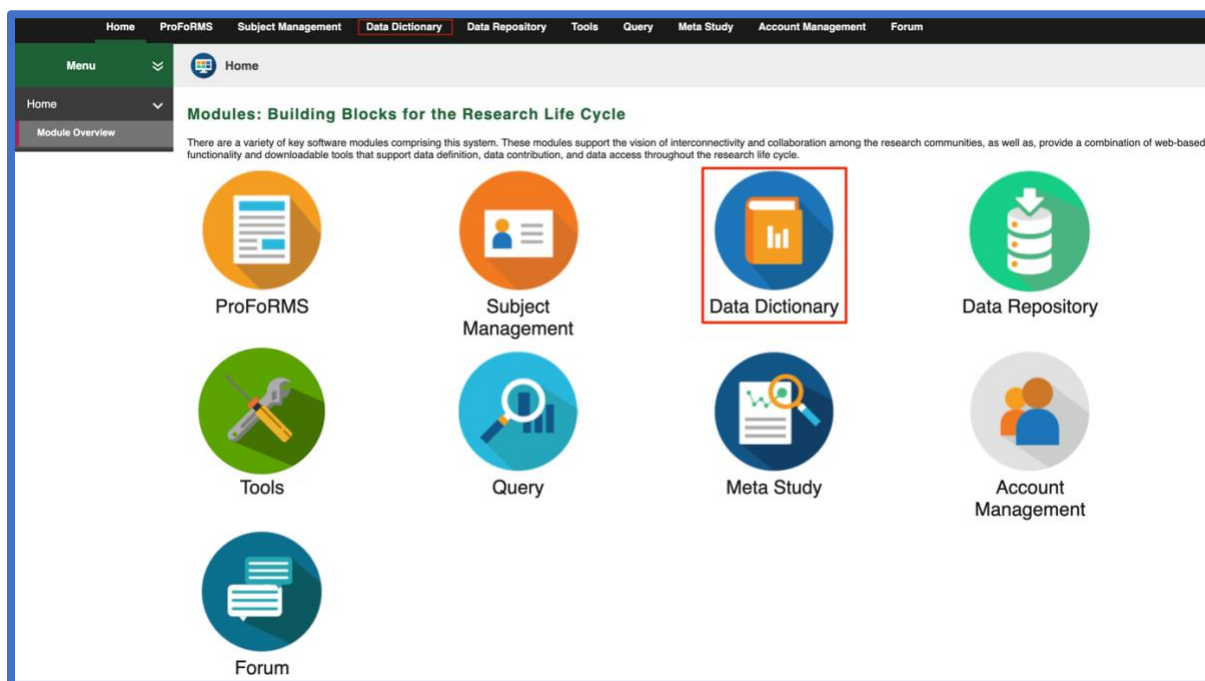 Home ProFoRMS Subject Management Data Dictionary Data Repository Tools Query Meta Study Account Management Forum
Menu
Home
Home
Module Overview
Modules: Building Blocks for the Research Life Cycle
There are a variety of key software modules comprising this system. These modules support the vision of interconnectivity and collaboration among the research communities, as well as, provide a combination of web-based
functionality and downloadable tools that support data definition, data contribution, and data access throughout the research life cycle.
ProFoRMS
Subject
Management
Data Dictionary
Data Repository
Tools
Query
Meta Study
Account
Management
Forum